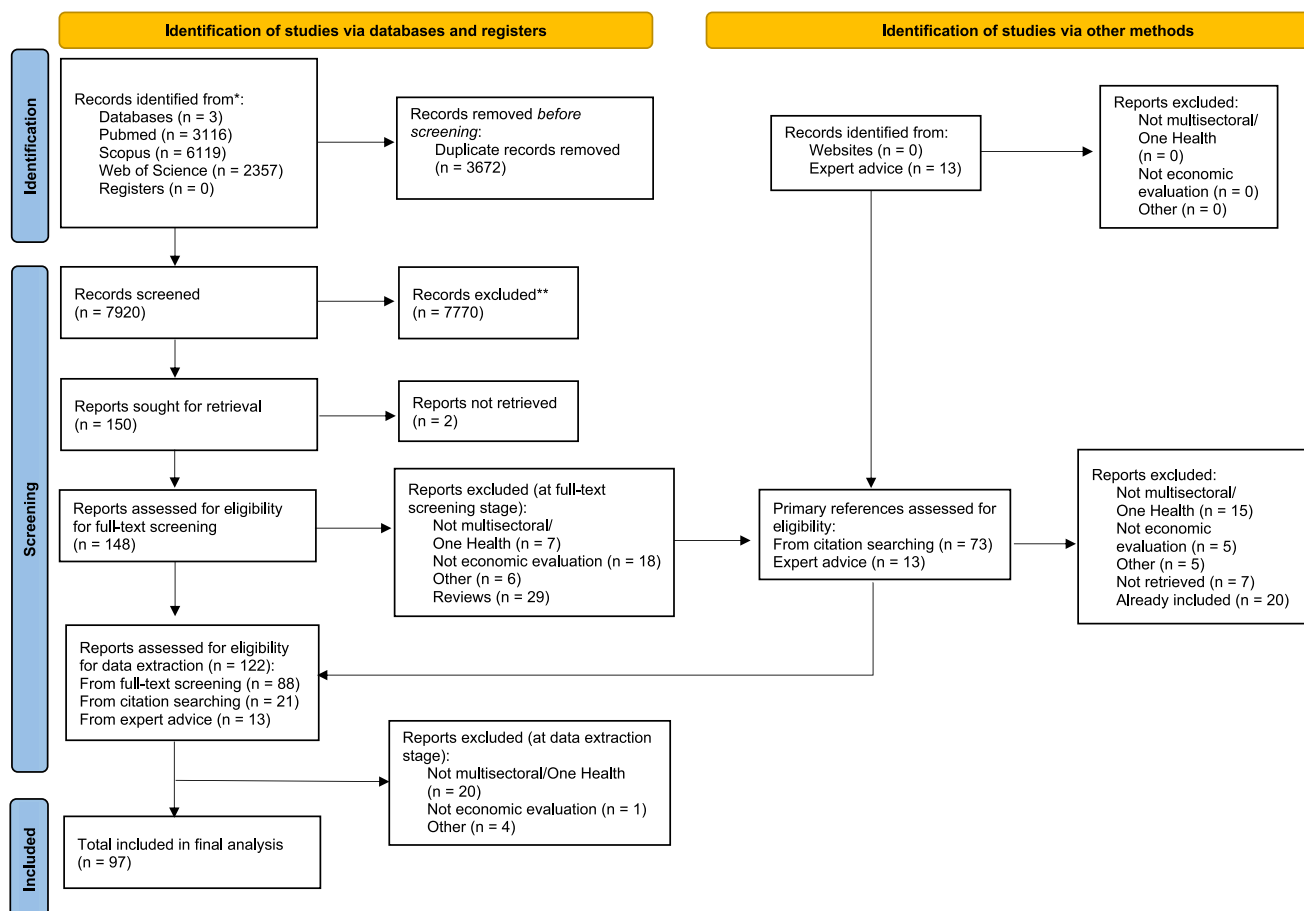 Identification of studies via databases and registers
Identification of studies via other methods
Identification
Records identified from*:
Databases (n = 3)
Pubmed (n = 3116)
Scopus (n = 6119)
Web of Science (n = 2357)
Registers (n = 0)
Records removed before
screening:
Duplicate records removed
(n = 3672)
Records identified from:
Websites (n = 0)
Expert advice (n = 13)
Reports excluded:
Not multisectoral/
One Health
(n = 0)
Not economic
evaluation (n = 0)
Other (n = 0)
Screening
Records screened
(n = 7920)
Records excluded**
(n = 7770)
Reports sought for retrieval
(n = 150)
Reports not retrieved
(n = 2)
Reports assessed for eligibility
for full-text screening
(n = 148)
Reports excluded (at full-text
screening stage):
Not multisectoral/
One Health (n = 7)
Not economic evaluation (n = 18)
Other (n = 6)
Reviews (n = 29)
Primary references assessed for
eligibility:
From citation searching (n = 73)
Expert advice (n = 13)
Reports excluded:
Not multisectoral/
One Health (n = 15)
Not economic
evaluation (n = 5)
Other (n = 5)
Not retrieved (n = 7)
Already included (n = 20)
Reports assessed for eligibility
for data extraction (n = 122):
From full-text screening (n = 88)
From citation searching (n = 21)
From expert advice (n = 13)
Reports excluded (at data extraction
stage):
Not multisectoral/One Health
(n = 20)
Not economic evaluation (n = 1)
Other (n = 4)
Included
Total included in final analysis
(n = 97)